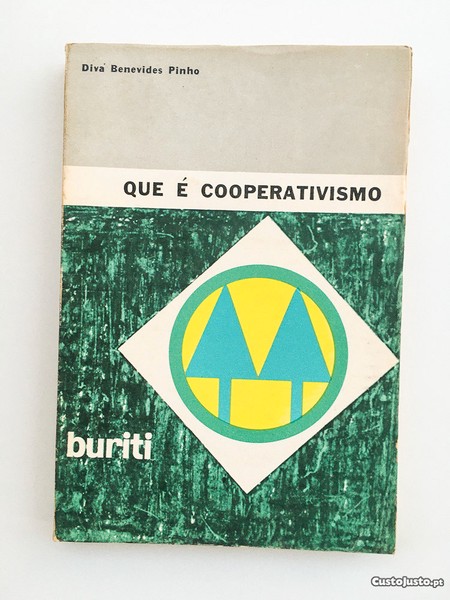 Diva Benevides Pinho
QUE É COOPERATIVISMO
buriti
CustoJusto.pt